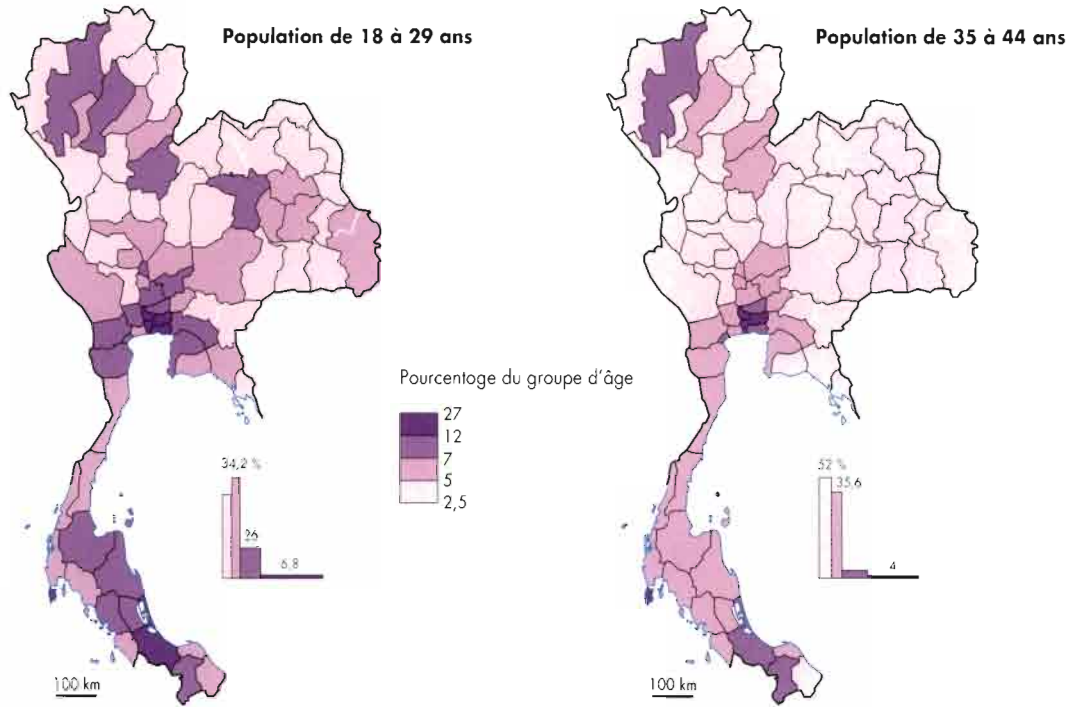 Population de 18 à 29 ans
Population de 35 à 44 ans
Pourcentoge du groupe d'âge
27
12
7
5
2,5
34,2 %
26
6,8
52 %
35,6
4
100 km
100 km